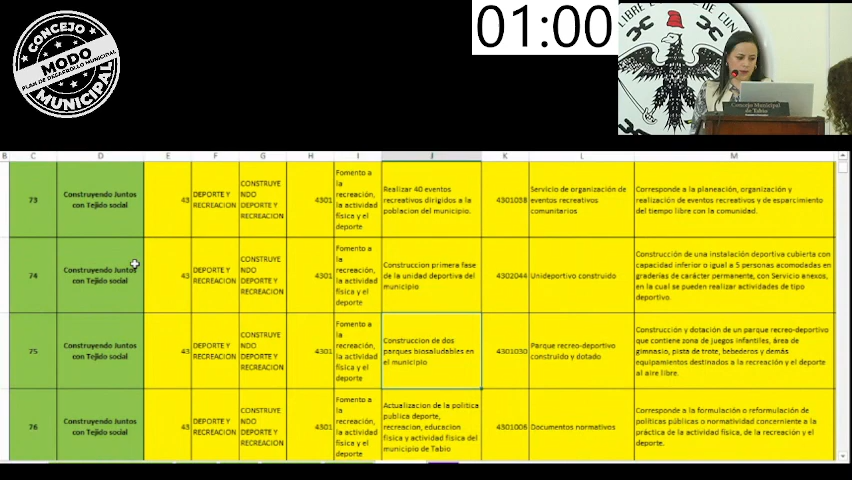 CONCEJO
MODO
PLAN DE DESARROLLO MUNICIPAL
MUNICIPAL
01:00
LIBRE
DE CUN
Concejo Municipal
de Tabio
B C D E F G H I J K L M
73
Construyendo Juntos
con Tejido social
43
DEPORTE Y
RECREACION
CONSTRUYE
NDO
DEPORTE Y
RECREACION
4301
Fomento a
la
recreación,
la actividad
física y el
deporte
Realizar 40 eventos
recreativos dirigidos a la
poblacion del municipio.
4301038
Servicio de organización de
eventos recreativos
comunitarios
Corresponde a la planeación, organización y
realización de eventos recreativos y de esparcimiento
del tiempo libre con la comunidad.
74
Construyendo Juntos
con Tejido social
43
DEPORTE Y
RECREACION
CONSTRUYE
NDO
DEPORTE Y
RECREACION
4301
Fomento a
la
recreación,
la actividad
física y el
deporte
Construccion primera fase
de la unidad deportiva del
municipio
4302044
Unideportivo construido
Construcción de una instalación deportiva cubierta con
capacidad inferior o igual a 5 personas acomodadas en
graderías de carácter permanente, con Servicio anexos,
en la cual se pueden realizar actividades de tipo
deportivo.
75
Construyendo Juntos
con Tejido social
43
DEPORTE Y
RECREACION
CONSTRUYE
NDO
DEPORTE Y
RECREACION
4301
Fomento a
la
recreación,
la actividad
física y el
deporte
Construccion de dos
parques biosaludables en
el municipio
4301030
Parque recreo-deportivo
construido y dotado
Construcción y dotación de un parque recreo-deportivo
que contiene zona de juegos infantiles, área de
gimnasio, pista de trote, bebederos y demás
equipamientos destinados a la recreación y el deporte
al aire libre.
76
Construyendo Juntos
con Tejido social
43
DEPORTE Y
RECREACION
CONSTRUYE
NDO
DEPORTE Y
RECREACION
4301
Fomento a
la
recreación,
la actividad
física y el
deporte
Actualizacion de la politica
publica deporte,
recreacion, educacion
fisica y actividad fisica del
municipio de Tabio
4301006
Documentos normativos
Corresponde a la formulación o reformulación de
políticas públicas o normatividad concerniente a la
práctica de la actividad física, de la recreación y el
deporte.